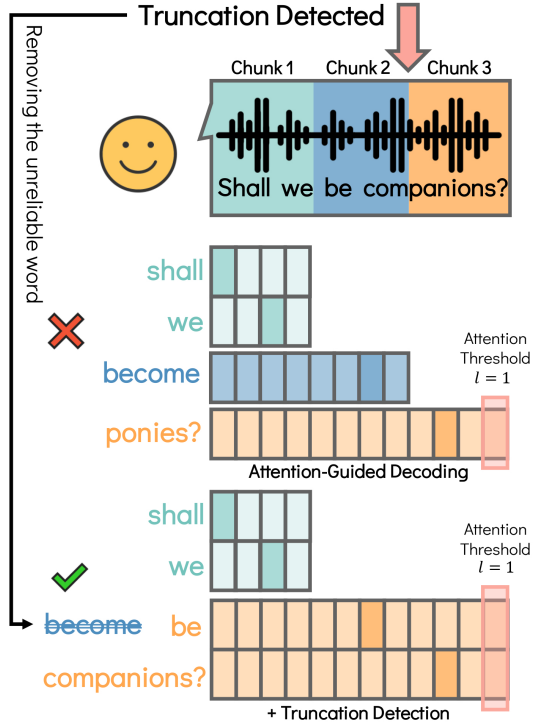 Truncation Detected
Removing the unreliable word
Chunk 1 Chunk 2 Chunk 3
Shall we be companions?
shall
we
become
ponies?
Attention
Threshold
l = 1
Attention-Guided Decoding
shall
we
become be
companions?
Attention
Threshold
l = 1
+ Truncation Detection